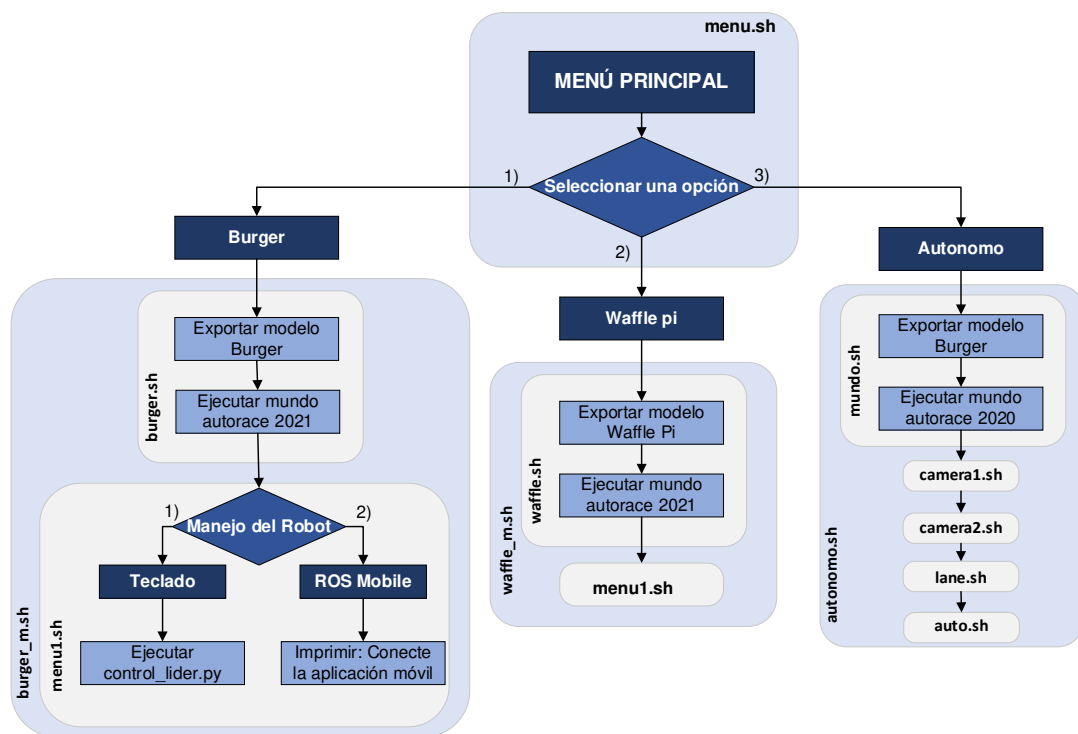 menu.sh
MENÚ PRINCIPAL
Seleccionar una opción
1)
2)
3)
Burger
burger_m.sh
burger.sh
Exportar modelo
Burger
Ejecutar mundo
autorace 2021
menu1.sh
Manejo del Robot
1)
2)
Teclado
ROS Mobile
Ejecutar
control_lider.py
Imprimir: Conecte
la aplicación móvil
Waffle pi
waffle_m.sh
waffle.sh
Exportar modelo
Waffle Pi
Ejecutar mundo
autorace 2021
menu1.sh
Autonomo
autonomo.sh
mundo.sh
Exportar modelo
Burger
Ejecutar mundo
autorace 2020
camera1.sh
camera2.sh
lane.sh
auto.sh